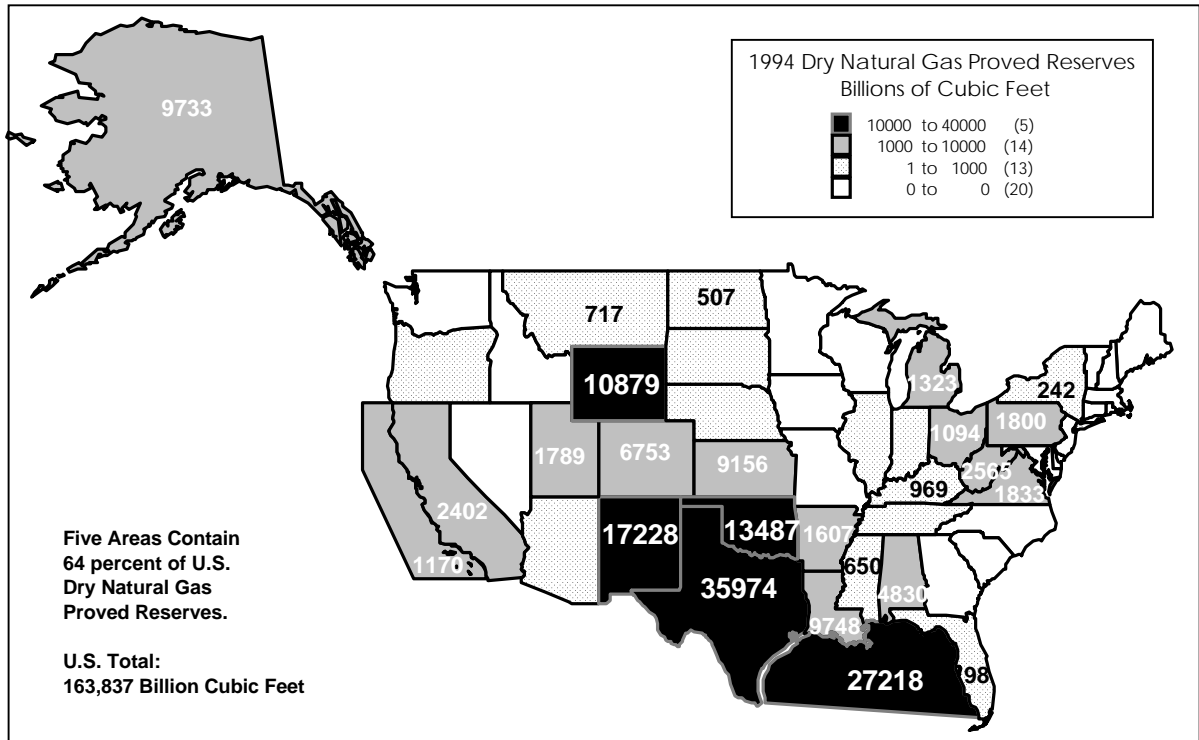 1994 Dry Natural Gas Proved Reserves
Billions of Cubic Feet
10000 to 40000 (5)
1000 to 10000 (14)
1 to 1000 (13)
0 to 0 (20)
9733
717
507
10879
1323
242
1789
6753
9156
1094
1800
2565
1833
969
2402
1170
17228
13487
1607
650
4830
35974
9748
27218
98
Five Areas Contain
64 percent of U.S.
Dry Natural Gas
Proved Reserves.
U.S. Total:
163,837 Billion Cubic Feet